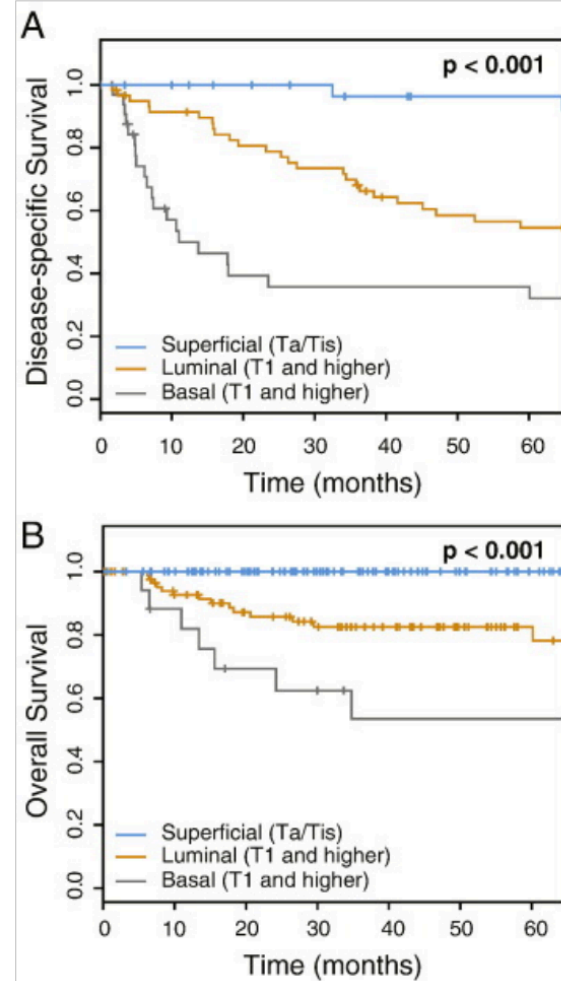 A
p < 0.001
Disease-specific Survival
1.0
0.8
0.6
0.4
0.2
0.0
Superficial (Ta/Tis)
Luminal (T1 and higher)
Basal (T1 and higher)
0 10 20 30 40 50 60
Time (months)
B
p < 0.001
Overall Survival
1.0
0.8
0.6
0.4
0.2
0.0
Superficial (Ta/Tis)
Luminal (T1 and higher)
Basal (T1 and higher)
0 10 20 30 40 50 60
Time (months)